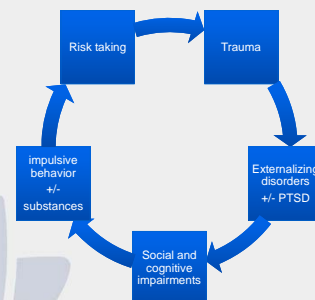 Risk taking
Trauma
Externalizing
disorders
+/- PTSD
Social and
cognitive
impairments
impulsive
behavior
+/-
substances